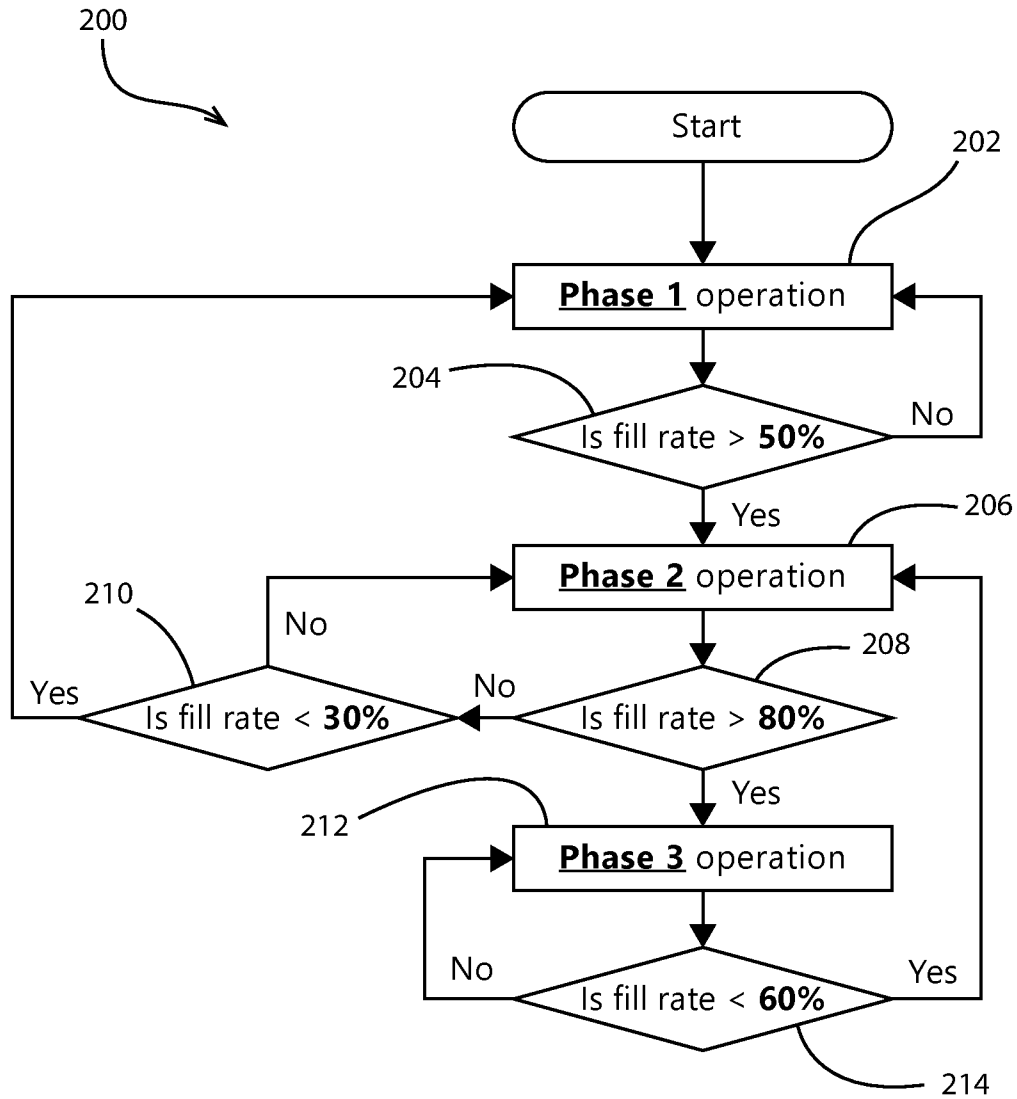 200
Start
202
Phase 1 operation
204
Is fill rate > 50%
No
Yes
206
Phase 2 operation
210
No
208
Yes
Is fill rate < 30%
No
Is fill rate > 80%
Yes
212
Phase 3 operation
No
Is fill rate < 60%
Yes
214